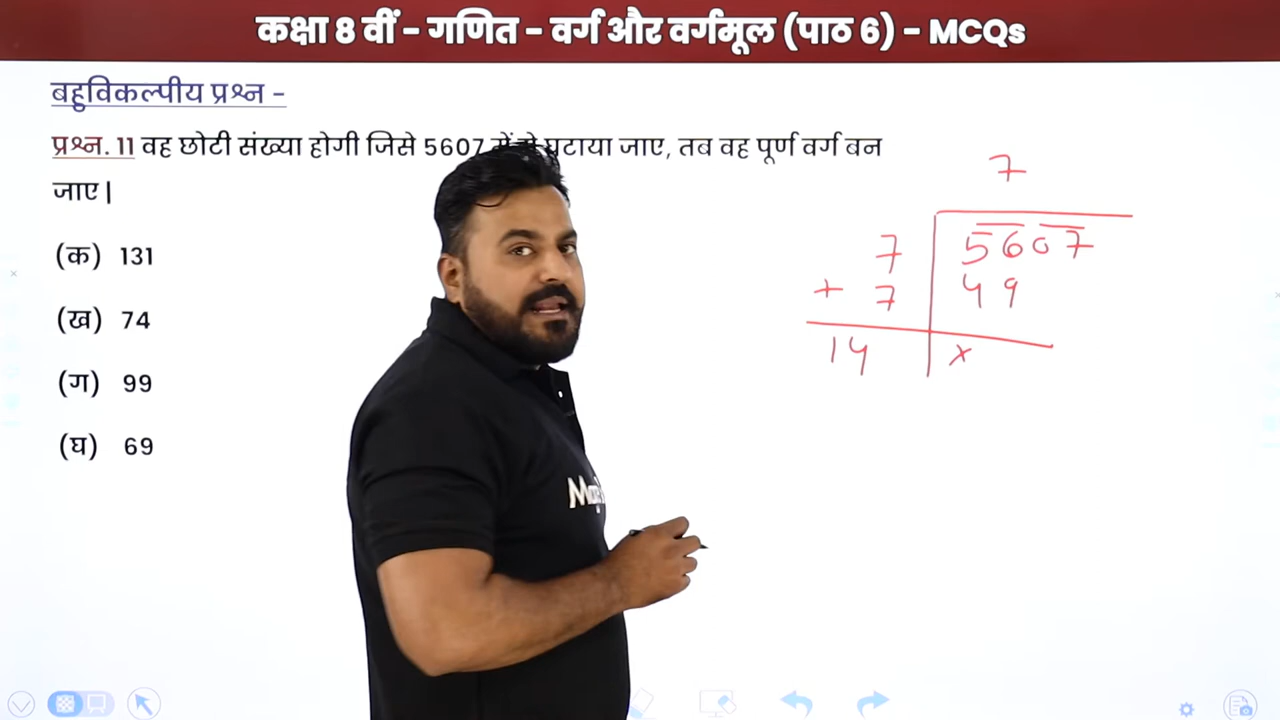 कक्षा 8 वीं - गणित - वर्ग और वर्गमूल (पाठ 6) - MCQs
बहुविकल्पीय प्रश्न -
प्रश्न. 11 वह छोटी संख्या होगी जिसे 5607 में से घटाया जाए, तब वह पूर्ण वर्ग बन
जाए |
(क) 131
(ख) 74
(ग) 99
(घ) 69
7
7 5607
+ 7 49
14 x